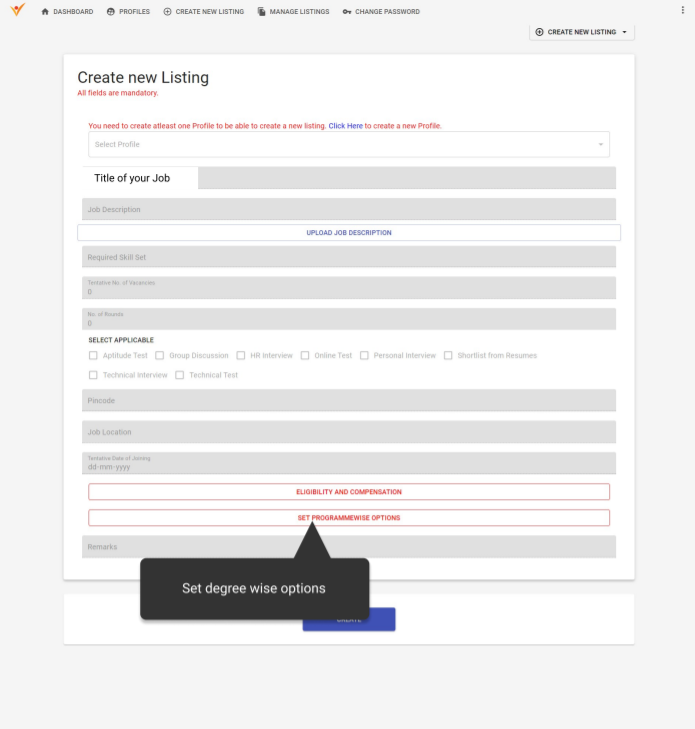 DASHBOARD PROFILES CREATE NEW LISTING MANAGE LISTINGS CHANGE PASSWORD
CREATE NEW LISTING
Create new Listing
All fields are mandatory.
You need to create atleast one Profile to be able to create a new listing. Click Here to create a new Profile.
Select Profile
Title of your Job
Job Description
UPLOAD JOB DESCRIPTION
Required Skill Set
Tentative No. of Vacancies
0
No. of Rounds
0
SELECT APPLICABLE
Aptitude Test Group Discussion HR Interview Online Test Personal Interview Shortlist from Resumes
Technical Interview Technical Test
Pincode
Job Location
Tentative Date of Joining
dd-mm-yyyy
ELIGIBILITY AND COMPENSATION
SET PROGRAMMEWISE OPTIONS
Remarks
Set degree wise options
CREATE